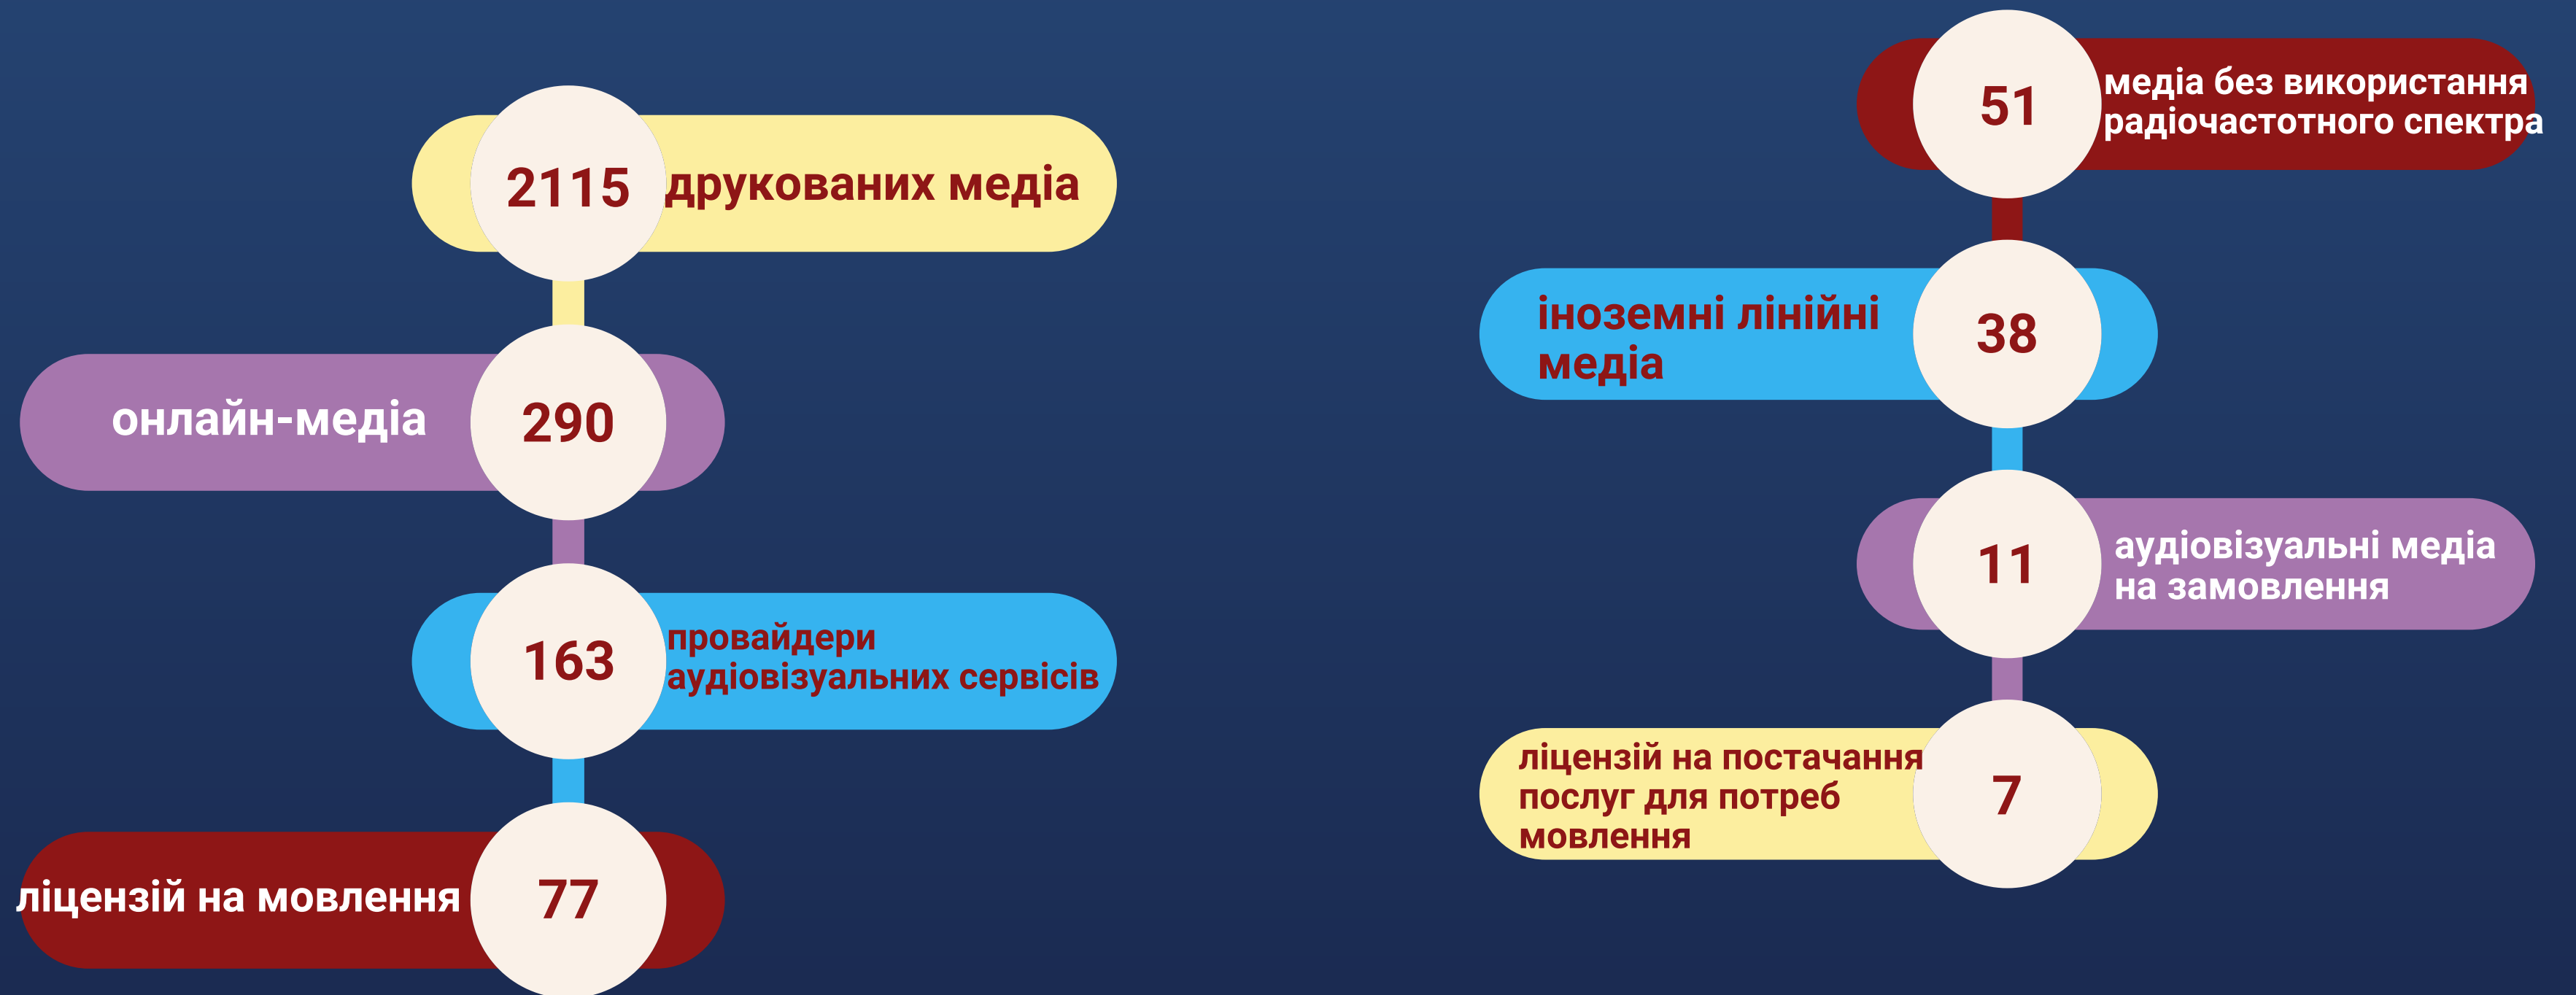 2115
друкованих медіа
онлайн-медіа
290
163
провайдери
аудіовізуальних сервісів
ліцензій на мовлення
77
51
медіа без використання
радіочастотного спектра
іноземні лінійні
медіа
38
11
аудіовізуальні медіа
на замовлення
ліцензій на постачання
послуг для потреб
мовлення
7